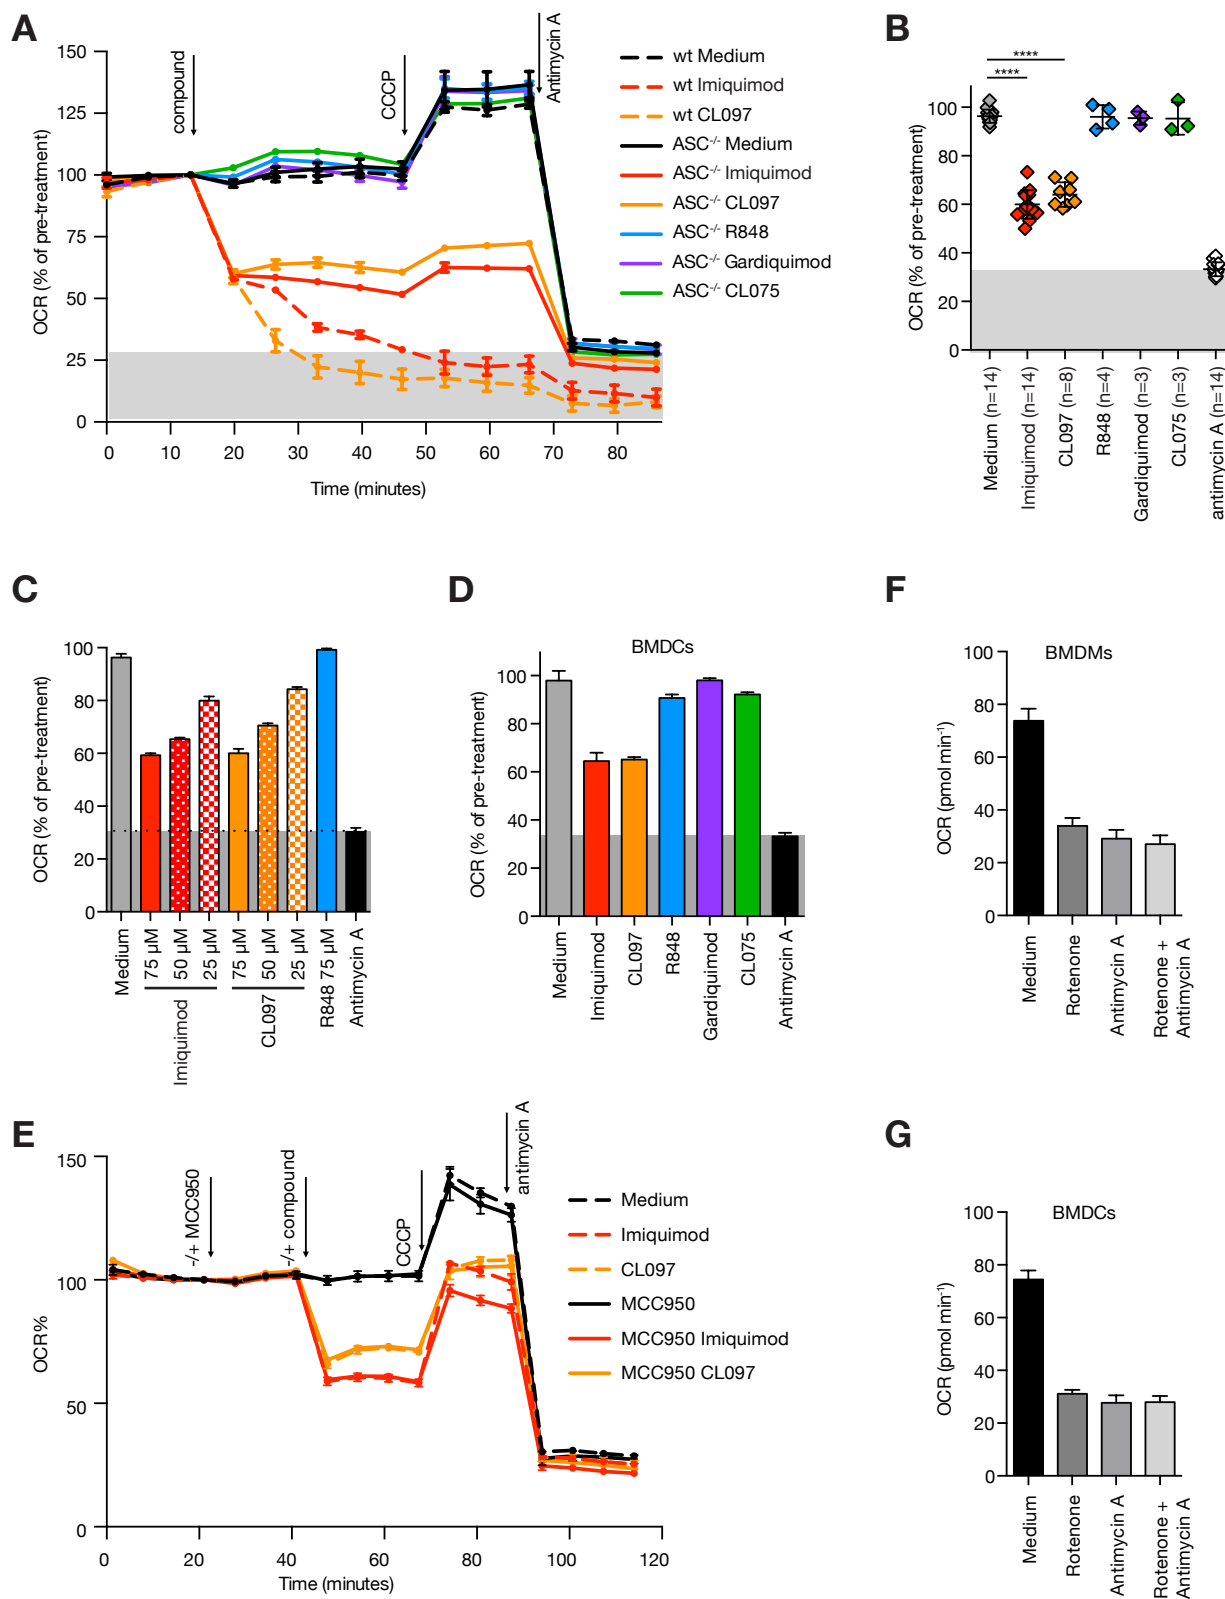 A
OCR (% of pre-treatment)
150
125
100
75
50
25
0
0 10 20 30 40 50 60 70 80
Time (minutes)
compound
CCCP
Antimycin A
wt Medium
wt Imiquimod
wt CL097
ASC-/- Medium
ASC-/- Imiquimod
ASC-/- CL097
ASC-/- R848
ASC-/- Gardiquimod
ASC-/- CL075
B
OCR (% of pre-treatment)
100
80
60
40
20
0
****
****
Medium (n=14)
Imiquimod (n=14)
CL097 (n=8)
R848 (n=4)
Gardiquimod (n=3)
CL075 (n=3)
antimycin A (n=14)
C
OCR (% of pre-treatment)
100
80
60
40
20
0
Medium
75 µM
50 µM
25 µM
Imiquimod
75 µM
50 µM
25 µM
CL097
R848 75 µM
Antimycin A
D
BMDCs
OCR (% of pre-treatment)
100
80
60
40
20
0
Medium
Imiquimod
CL097
R848
Gardiquimod
CL075
Antimycin A
F
BMDMs
OCR (pmol min-1)
100
80
60
40
20
0
Medium
Rotenone
Antimycin A
Rotenone +
Antimycin A
E
OCR%
150
100
50
0
0 20 40 60 80 100 120
Time (minutes)
-/+ MCC950
-/+ compound
CCCP
antimycin A
Medium
Imiquimod
CL097
MCC950
MCC950 Imiquimod
MCC950 CL097
G
BMDCs
OCR (pmol min-1)
100
80
60
40
20
0
Medium
Rotenone
Antimycin A
Rotenone +
Antimycin A